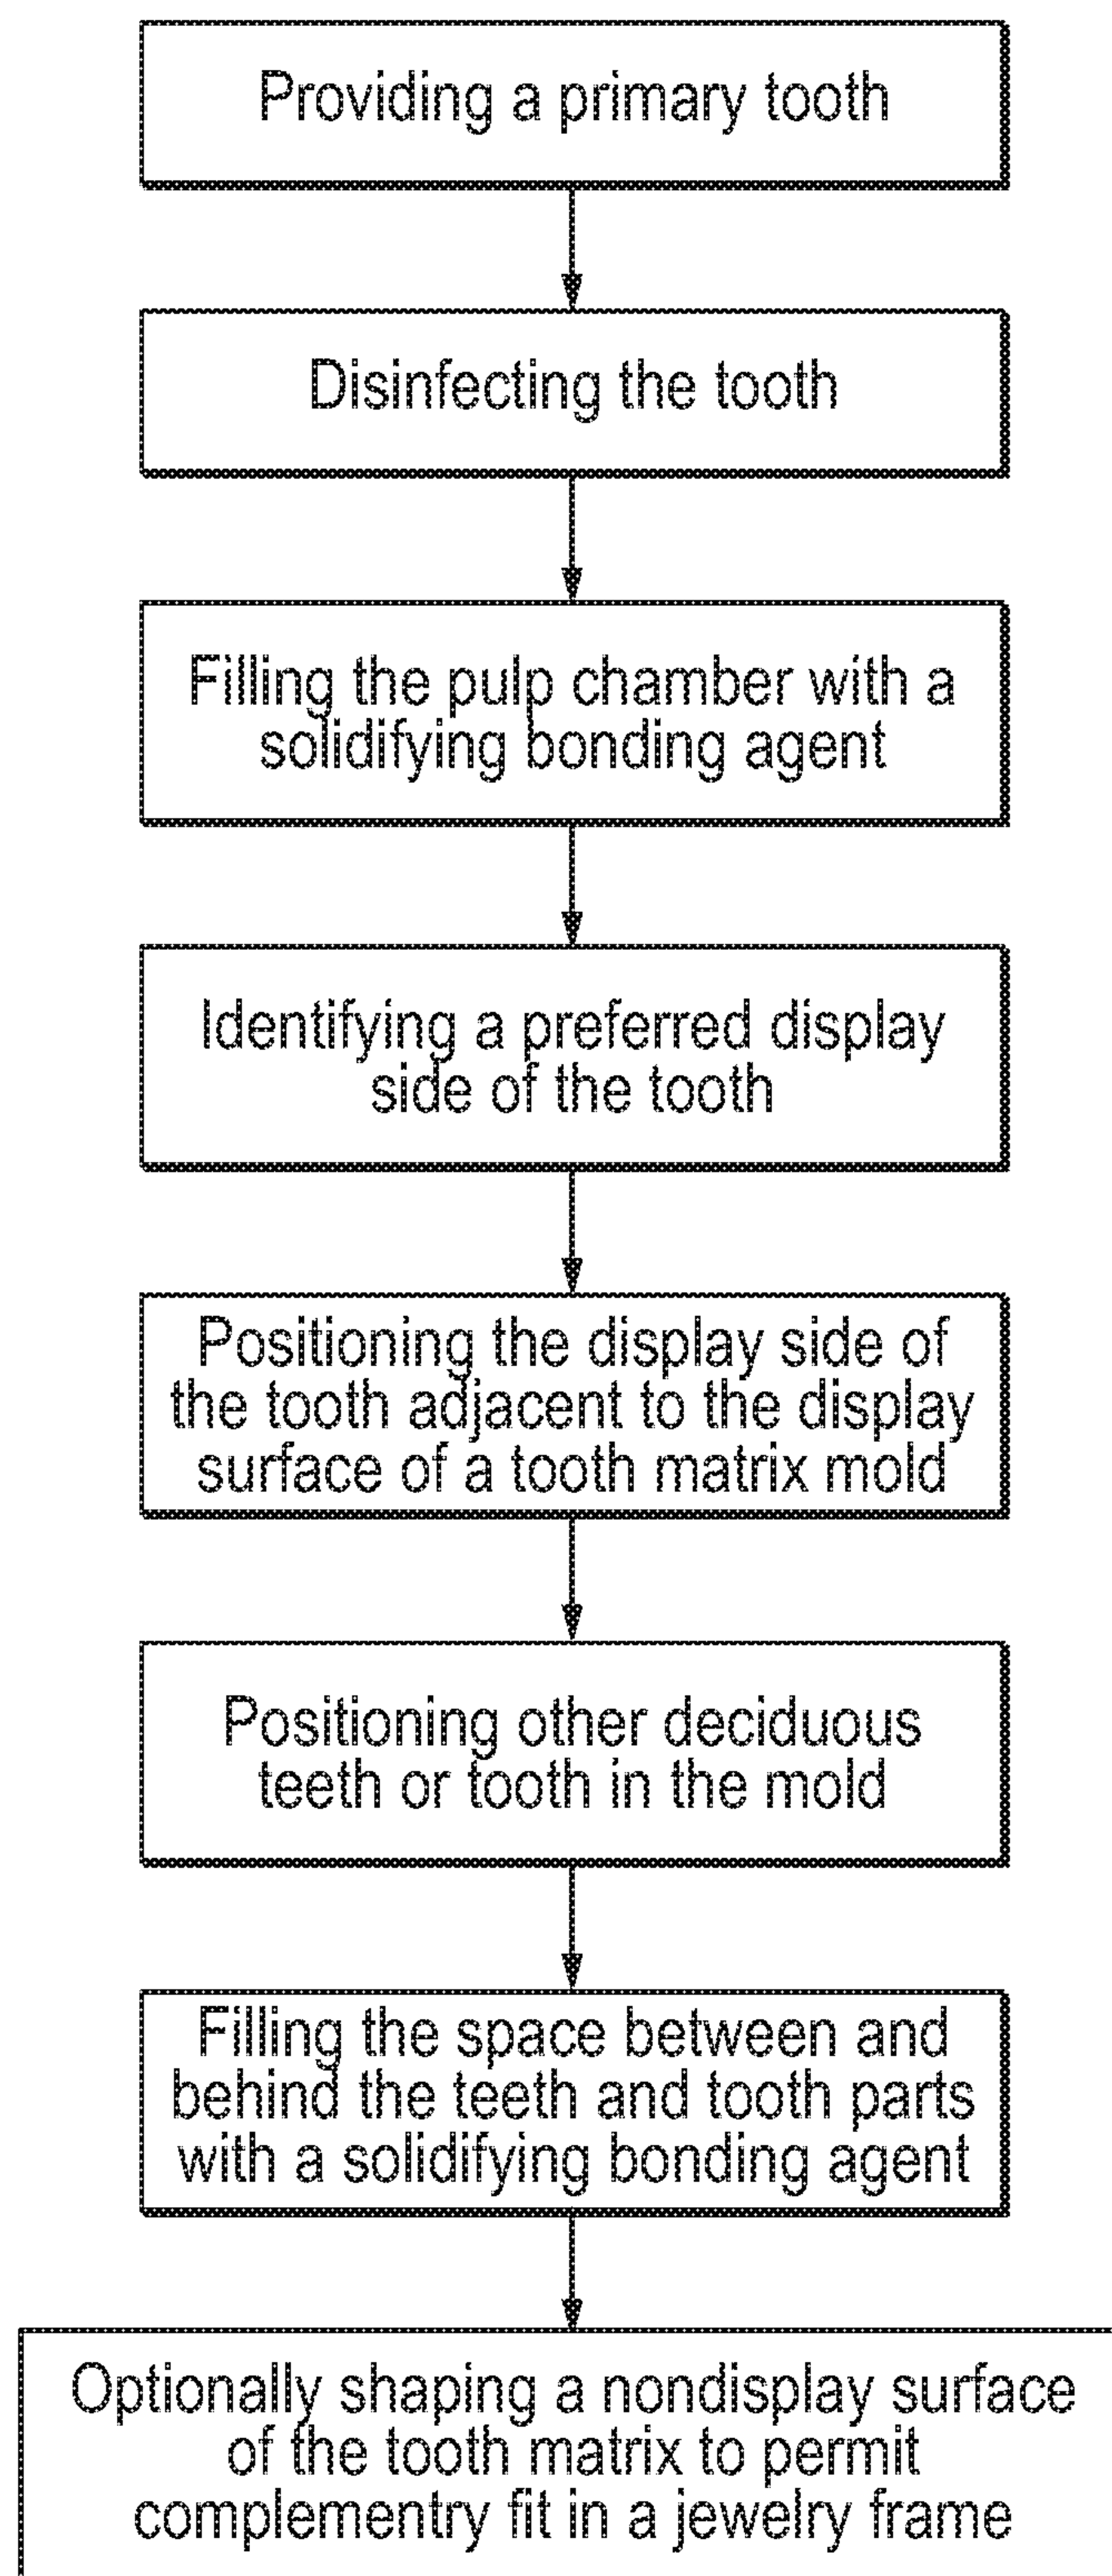 Providing a primary tooth
Disinfecting the tooth
Filling the pulp chamber with a
solidifying bonding agent
Identifying a preferred display
side of the tooth
Positioning the display side of
the tooth adjacent to the display
surface of a tooth matrix mold
Positioning other deciduous
teeth or tooth in the mold
Filling the space between and
behind the teeth and tooth parts
with a solidifying bonding agent
Optionally shaping a nondisplay surface
of the tooth matrix to permit
complementry fit in a jewelry frame